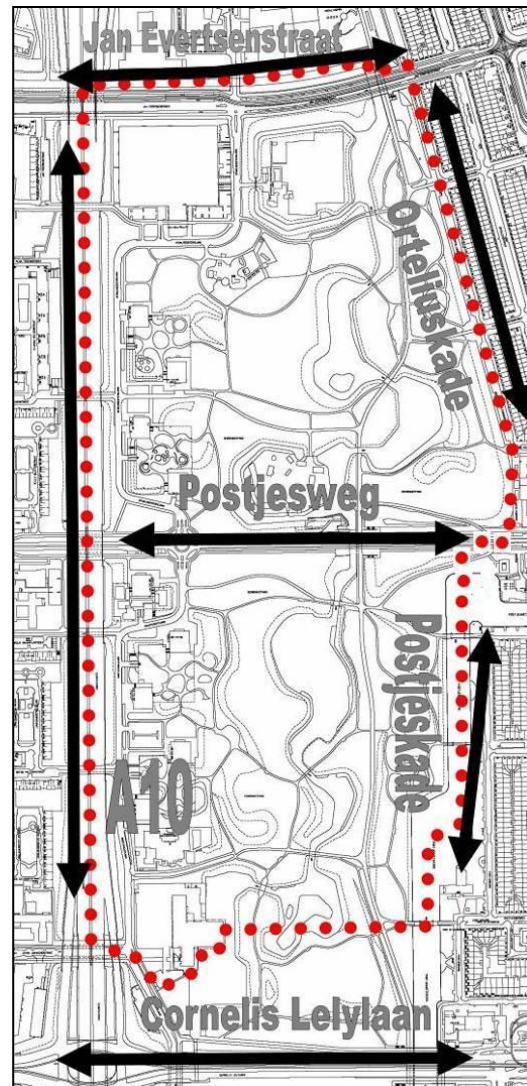 Jan Evertsenstraat
Orteliuskade
Postjesweg
Postjeskade
A10
Cornelis Lelylaan